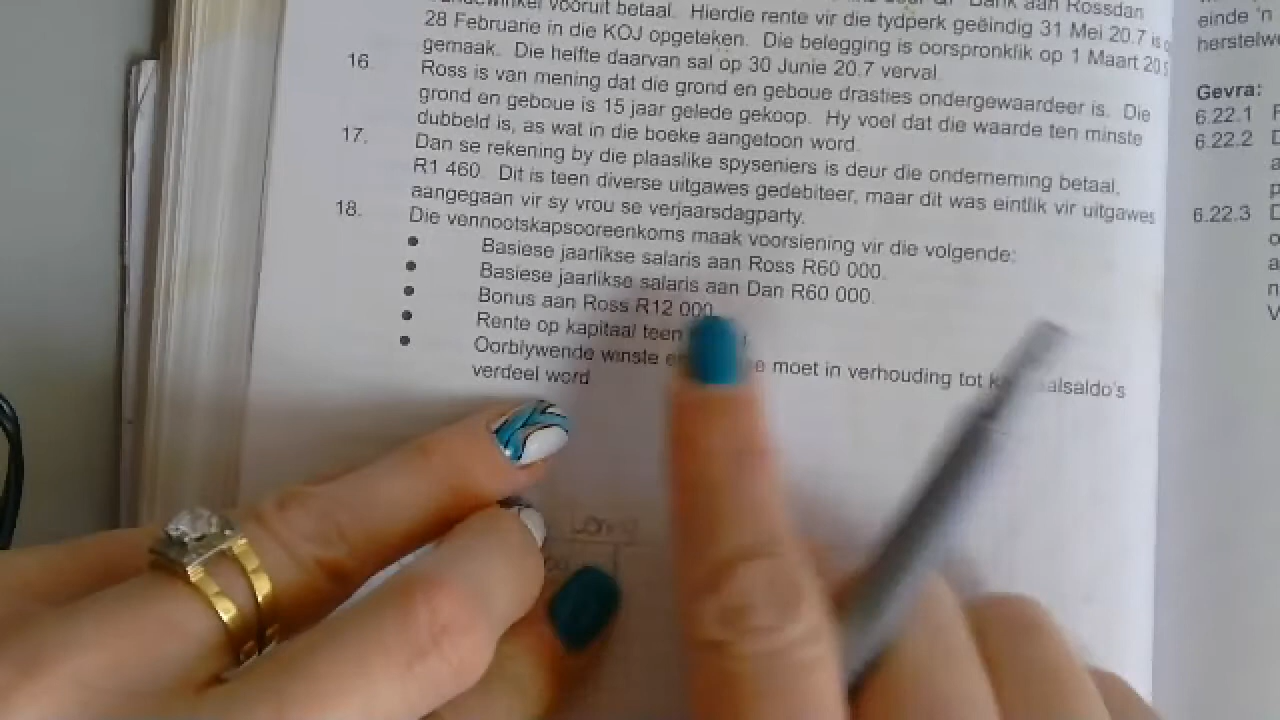 vooruit betaal. Hierdie rente vir die tydperk geëindig 31 Mei 20.7 is
28 Februarie in die KOJ opgeteken. Die belegging is oorspronklik op 1 Maart 20
gemaak. Die helfte daarvan sal op 30 Junie 20.7 verval.
16. Ross is van mening dat die grond en geboue drasties ondergewaardeer is. Die
grond en geboue is 15 jaar gelede gekoop. Hy voel dat die waarde ten minste
dubbeld is, as wat in die boeke aangetoon word.
17. Dan se rekening by die plaaslike spyseniers is deur die onderneming betaal,
R1 460. Dit is teen diverse uitgawes gedebiteer, maar dit was eintlik vir uitgawes
aangegaan vir sy vrou se verjaarsdagparty.
18. Die vennootskapsooreenkoms maak voorsiening vir die volgende:
• Basiese jaarlikse salaris aan Ross R60 000.
• Basiese jaarlikse salaris aan Dan R60 000.
• Bonus aan Ross R12 000
• Rente op kapitaal teen
• Oorblywende winste moet in verhouding tot
verdeel word
einde 'n
Gevra:
6.22.1
6.22.2
6.22.3